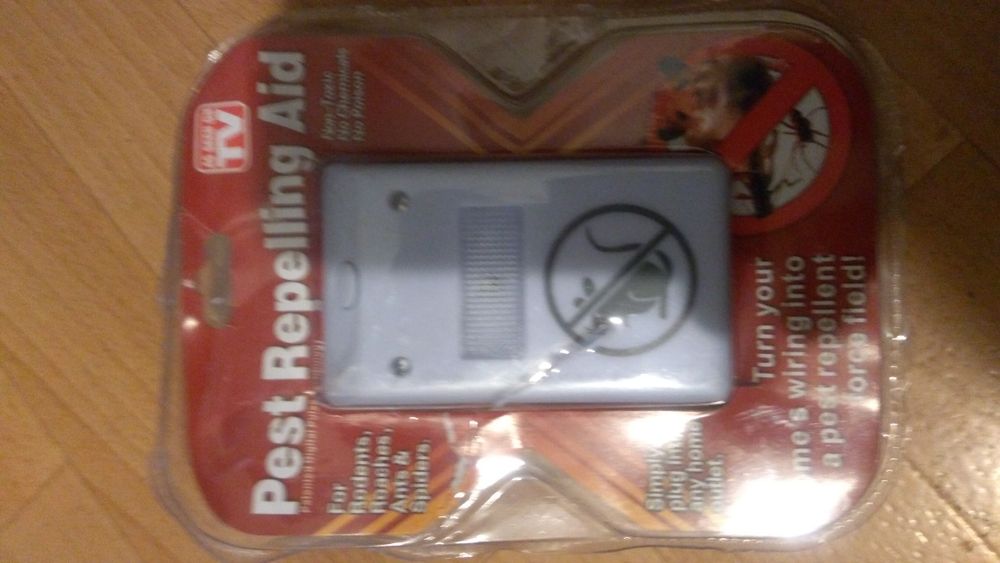 AS SEEN ON
TV
Pest Repelling Aid
Non-Toxic
No Chemicals
No Poison
For
Rodents,
Roaches,
Ants &
Spiders.
Simply
plug into
any home
outlet.
Turn your
me's wiring into
a pest repellent
force field!